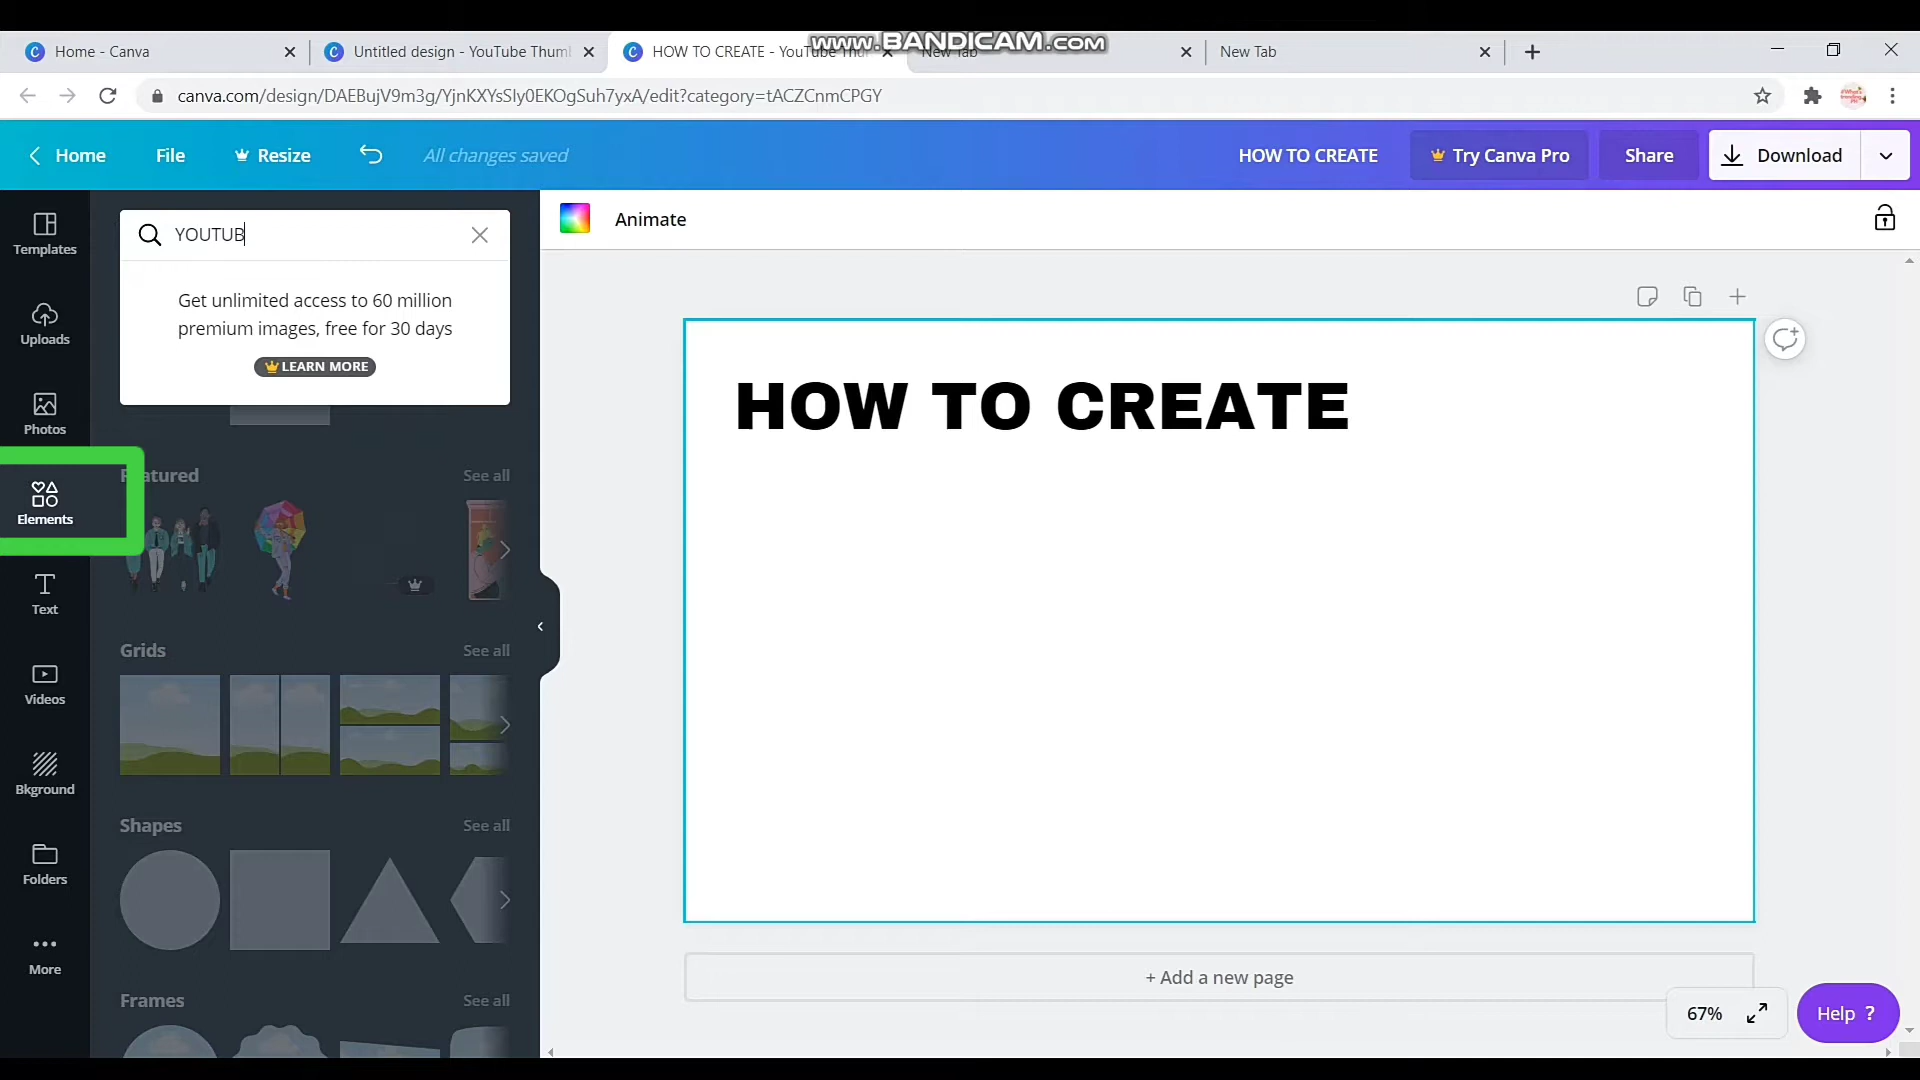 www.BANDICAM.com
Home - Canva
Untitled design - YouTube Thumb
HOW TO CREATE - YouTube Thu
New Tab
New Tab
canva.com/design/DAEBujV9m3g/YjnKXYsSIy0EKOgSuh7yxA/edit?category=tACZCnmCPGY
Home
File
Resize
All changes saved
HOW TO CREATE
Try Canva Pro
Share
Download
Templates
Uploads
Photos
Elements
Text
Videos
Bkground
Folders
More
YOUTUB
Get unlimited access to 60 million
premium images, free for 30 days
LEARN MORE
Featured
See all
Grids
See all
Shapes
See all
Frames
See all
Animate
HOW TO CREATE
+ Add a new page
67%
Help ?